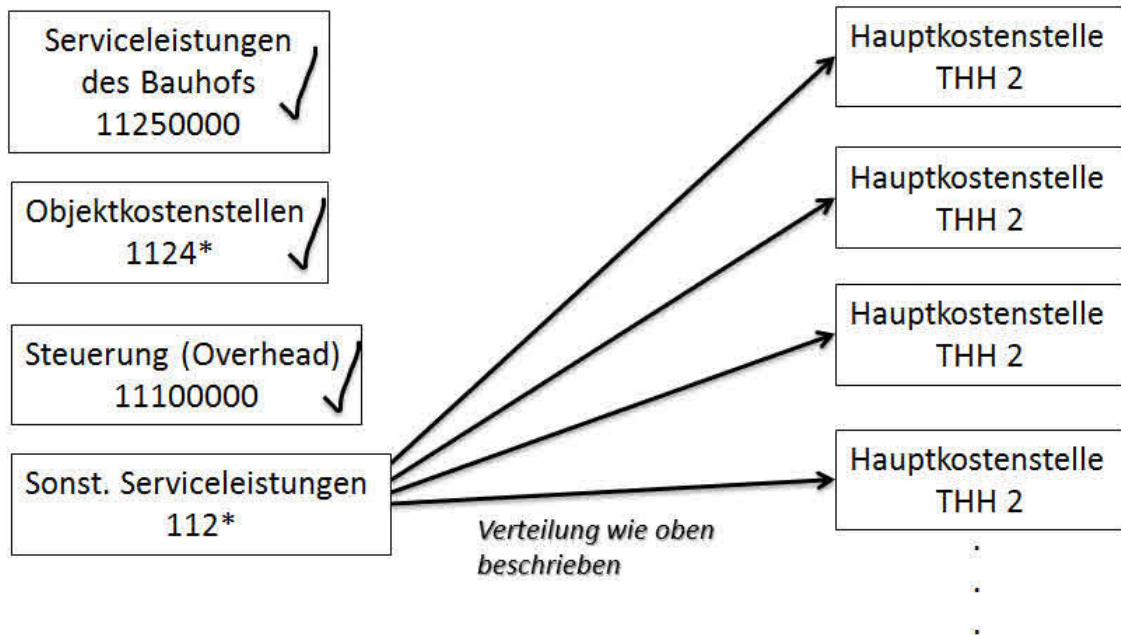 Serviceleistungen
des Bauhofs
11250000
Objektkostenstellen
1124*
Steuerung (Overhead)
11100000
Sonst. Serviceleistungen
112*
Verteilung wie oben
beschrieben
Hauptkostenstelle
THH 2
Hauptkostenstelle
THH 2
Hauptkostenstelle
THH 2
Hauptkostenstelle
THH 2
.
.
.